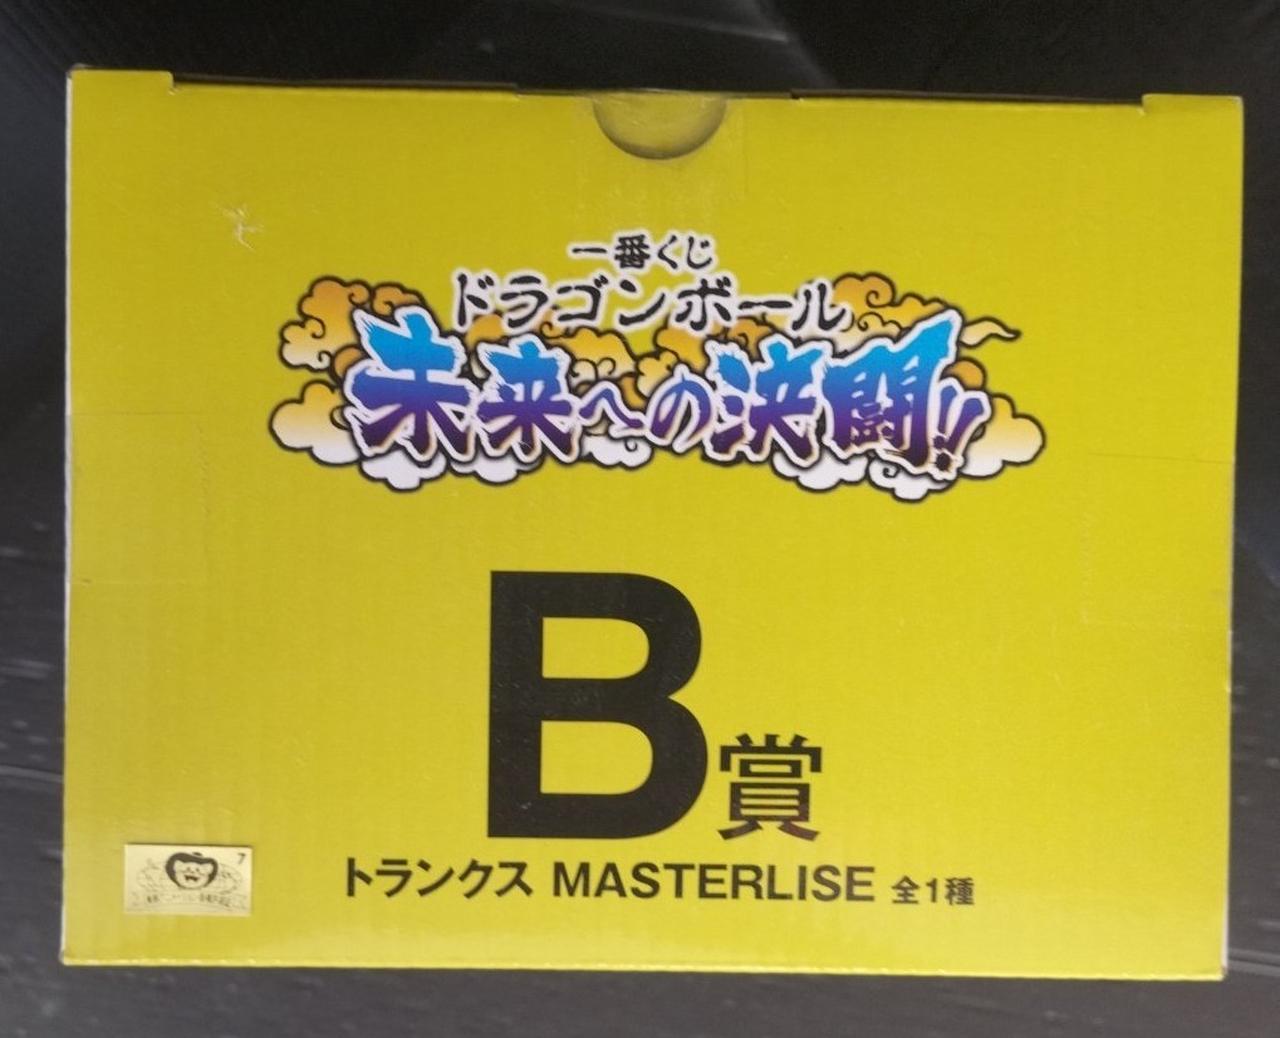 一番くじ
ドラゴンボール
未来への決闘!!
B賞
トランクス MASTERLISE 全1種
7